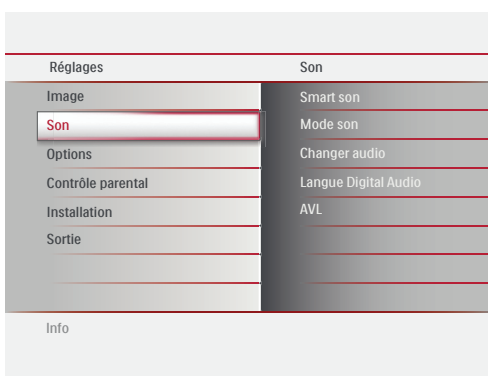 Réglages
Son
Image
Smart son
Son
Mode son
Options
Changer audio
Contrôle parental
Langue Digital Audio
Installation
AVL
Sortie
Info